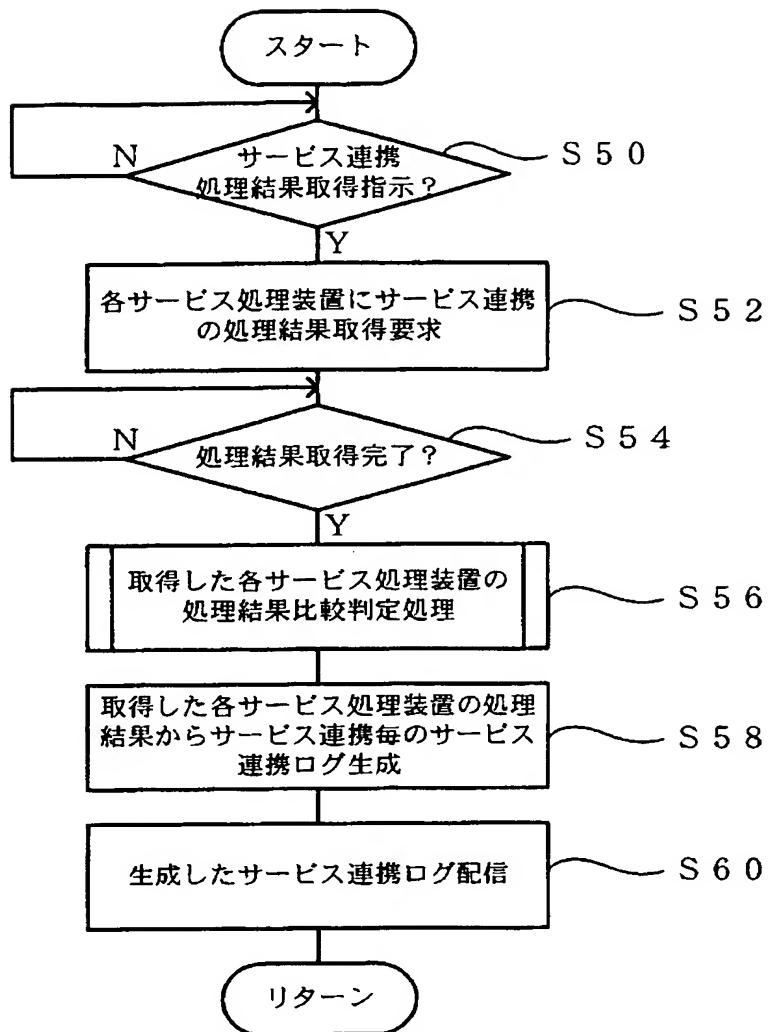 スタート
N
サービス連携
処理結果取得指示？
S50
Y
各サービス処理装置にサービス連携
の処理結果取得要求
S52
N
処理結果取得完了？
S54
Y
取得した各サービス処理装置の
処理結果比較判定処理
S56
取得した各サービス処理装置の処理
結果からサービス連携毎のサービス
連携ログ生成
S58
生成したサービス連携ログ配信
S60
リターン